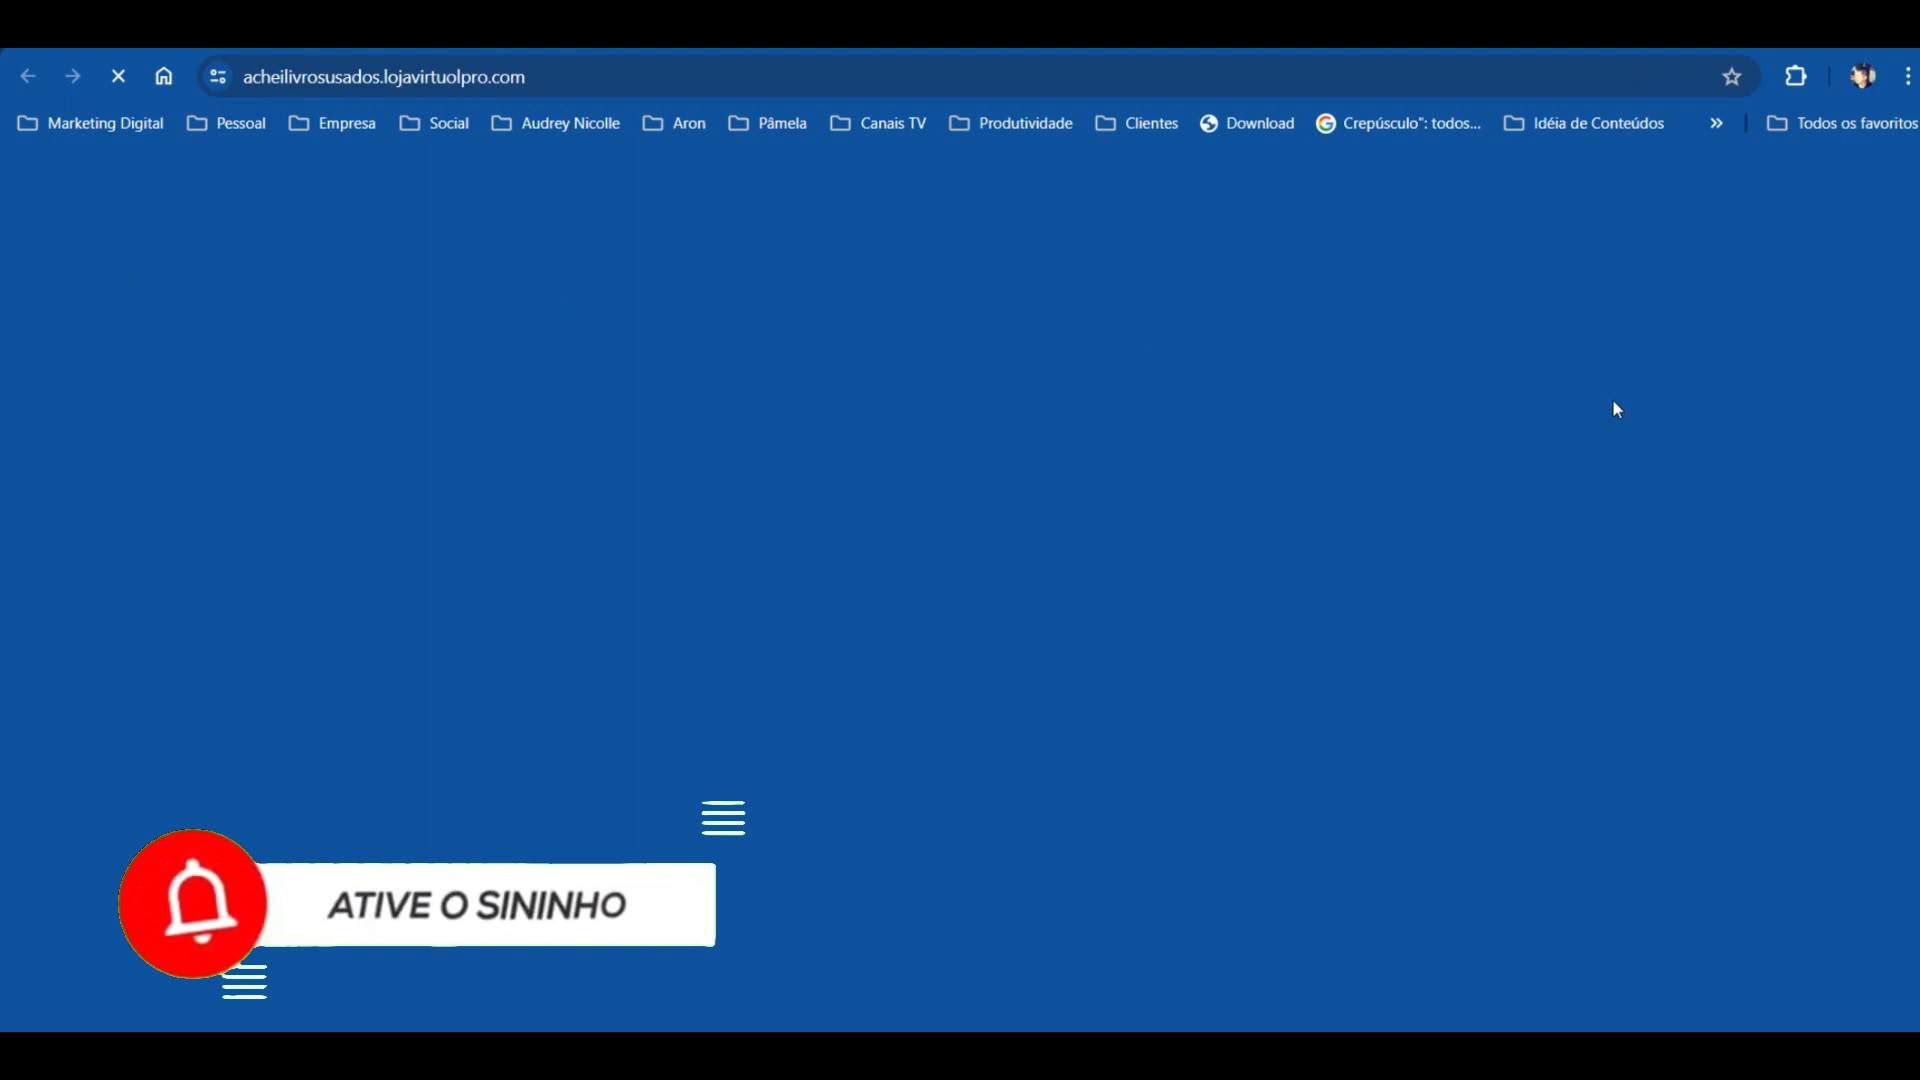 acheilivrosusados.lojavirtuolpro.com
Marketing Digital Pessoal Empresa Social Audrey Nicolle Aron Pâmela Canais TV Produtividade Clientes Download Crepúsculo": todos... Idéia de Conteúdos » Todos os favoritos
ATIVE O SININHO